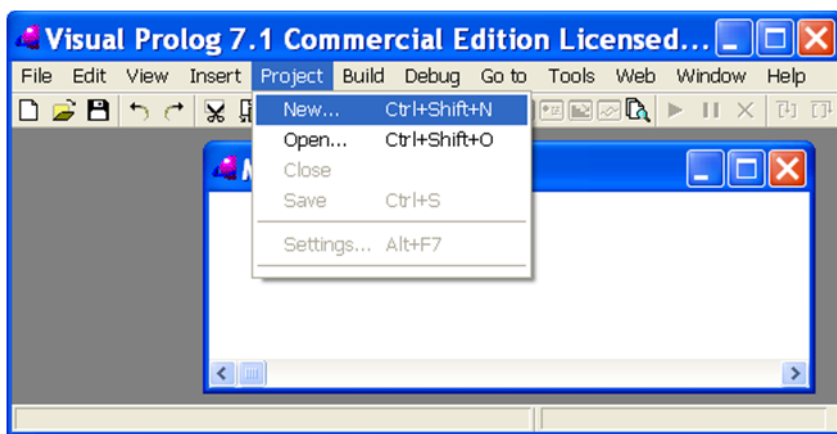 Visual Prolog 7.1 Commercial Edition Licensed...
File Edit View Insert Project Build Debug Go to Tools Web Window Help
New... Ctrl+Shift+N
Open... Ctrl+Shift+O
Close
Save Ctrl+S
Settings... Alt+F7